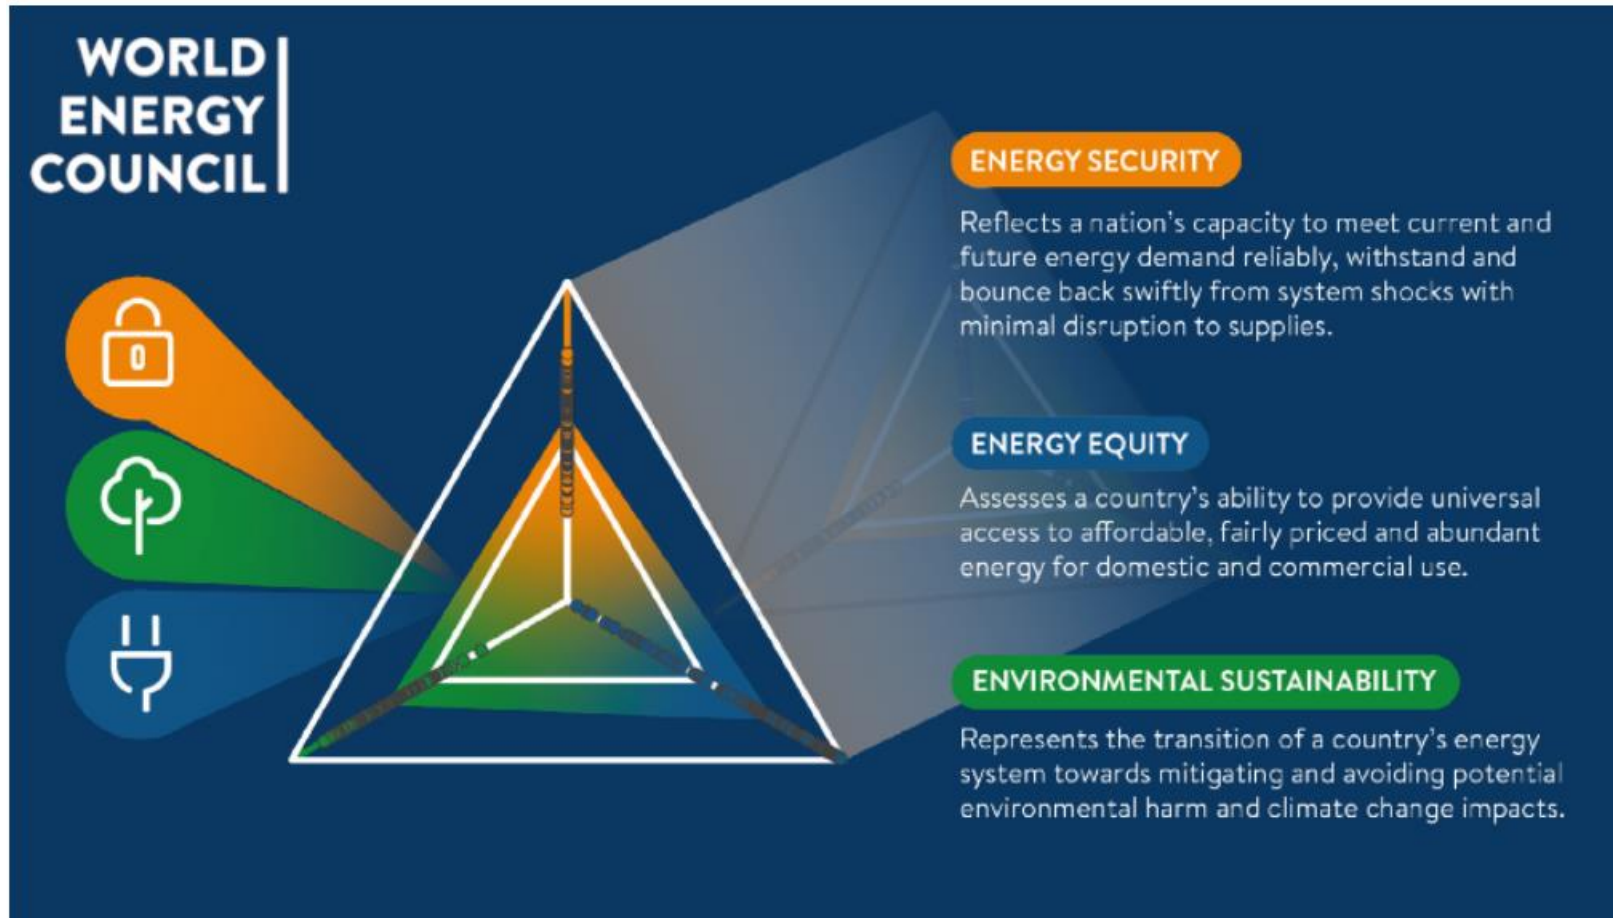 WORLD
ENERGY
COUNCIL
ENERGY SECURITY
Reflects a nation's capacity to meet current and
future energy demand reliably, withstand and
bounce back swiftly from system shocks with
minimal disruption to supplies.
ENERGY EQUITY
Assesses a country's ability to provide universal
access to affordable, fairly priced and abundant
energy for domestic and commercial use.
ENVIRONMENTAL SUSTAINABILITY
Represents the transition of a country's energy
system towards mitigating and avoiding potential
environmental harm and climate change impacts.